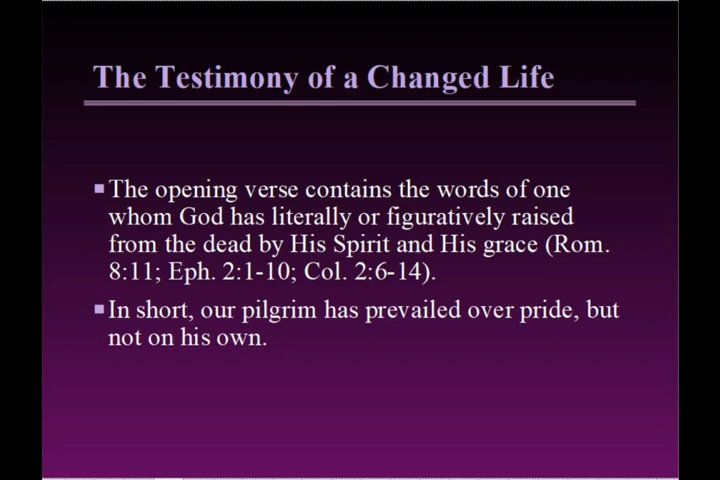 The Testimony of a Changed Life
The opening verse contains the words of one
whom God has literally or figuratively raised
from the dead by His Spirit and His grace (Rom.
8:11; Eph. 2:1-10; Col. 2:6-14).
In short, our pilgrim has prevailed over pride, but
not on his own.